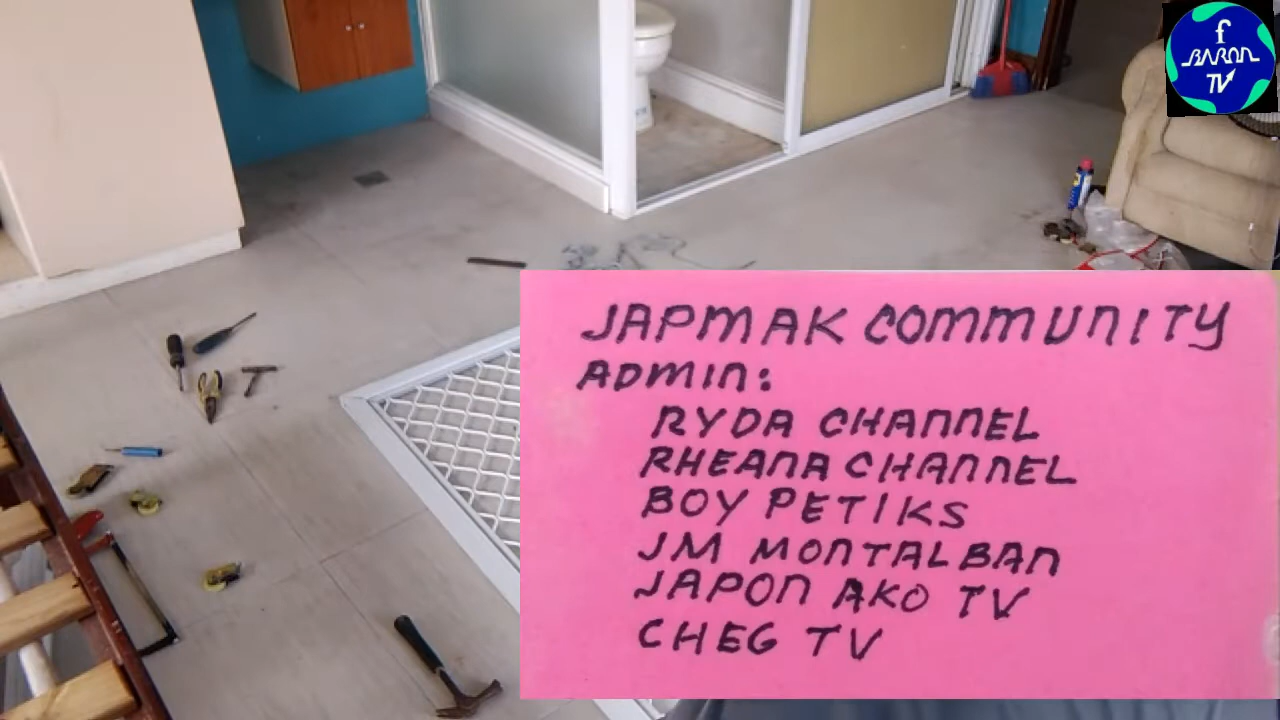 f
BARON
TV
JAPMAK COMMUNITY
ADMIN:
RYDA CHANNEL
RHEANA CHANNEL
BOY PETIKS
JM MONTALBAN
JAPON AKO TV
CHEG TV